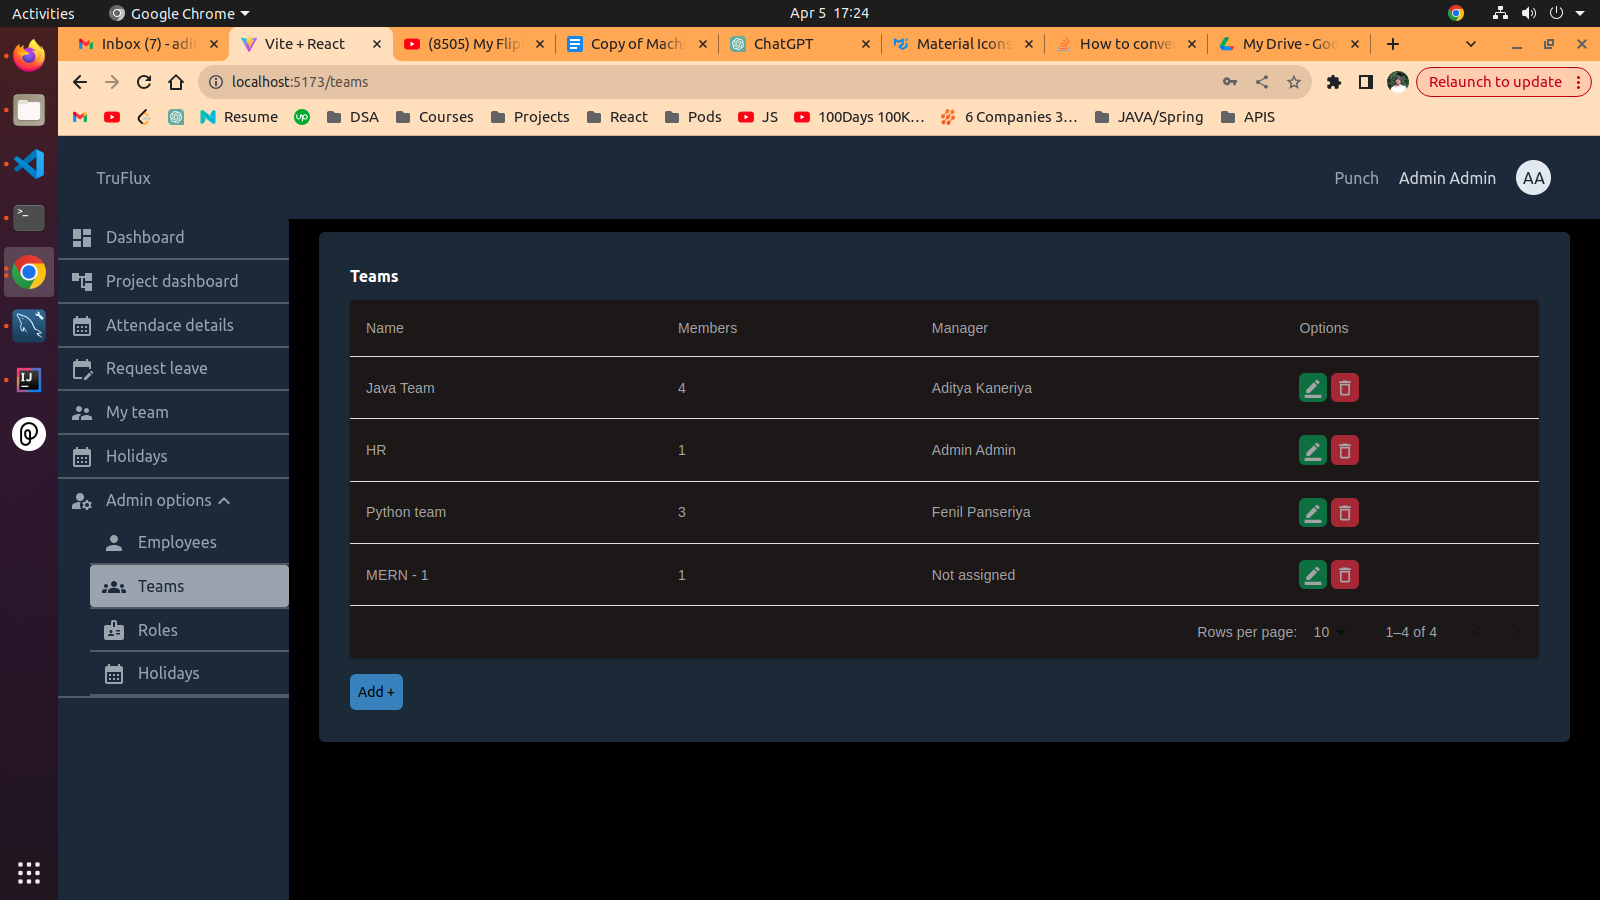 Activities Google Chrome Apr 5 17:24
Inbox (7) - adi Vite + React (8505) My Flip Copy of Mach ChatGPT Material Icons How to conve My Drive - Goo
localhost:5173/teams Relaunch to update
Resume up DSA Courses Projects React Pods JS 100Days 100K... 6 Companies 3... JAVA/Spring APIS
TruFlux Punch Admin Admin AA
Dashboard
Project dashboard
Attendace details
Request leave
My team
Holidays
Admin options
Employees
Teams
Roles
Holidays
Teams
Name Members Manager Options
Java Team 4 Aditya Kaneriya
HR 1 Admin Admin
Python team 3 Fenil Panseriya
MERN - 1 1 Not assigned
Rows per page: 10 1–4 of 4
Add +
IJ